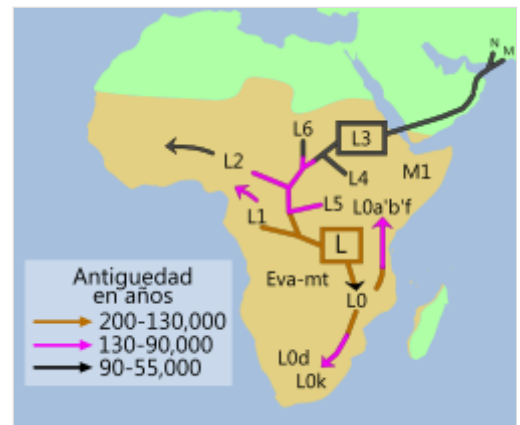 N
M
L6
L3
L2
L4
M1
L5
L0a'b'f
L1
L
Eva-mt
L0
Antiguedad
en años
200-130,000
130-90,000
90-55,000
L0d
L0k